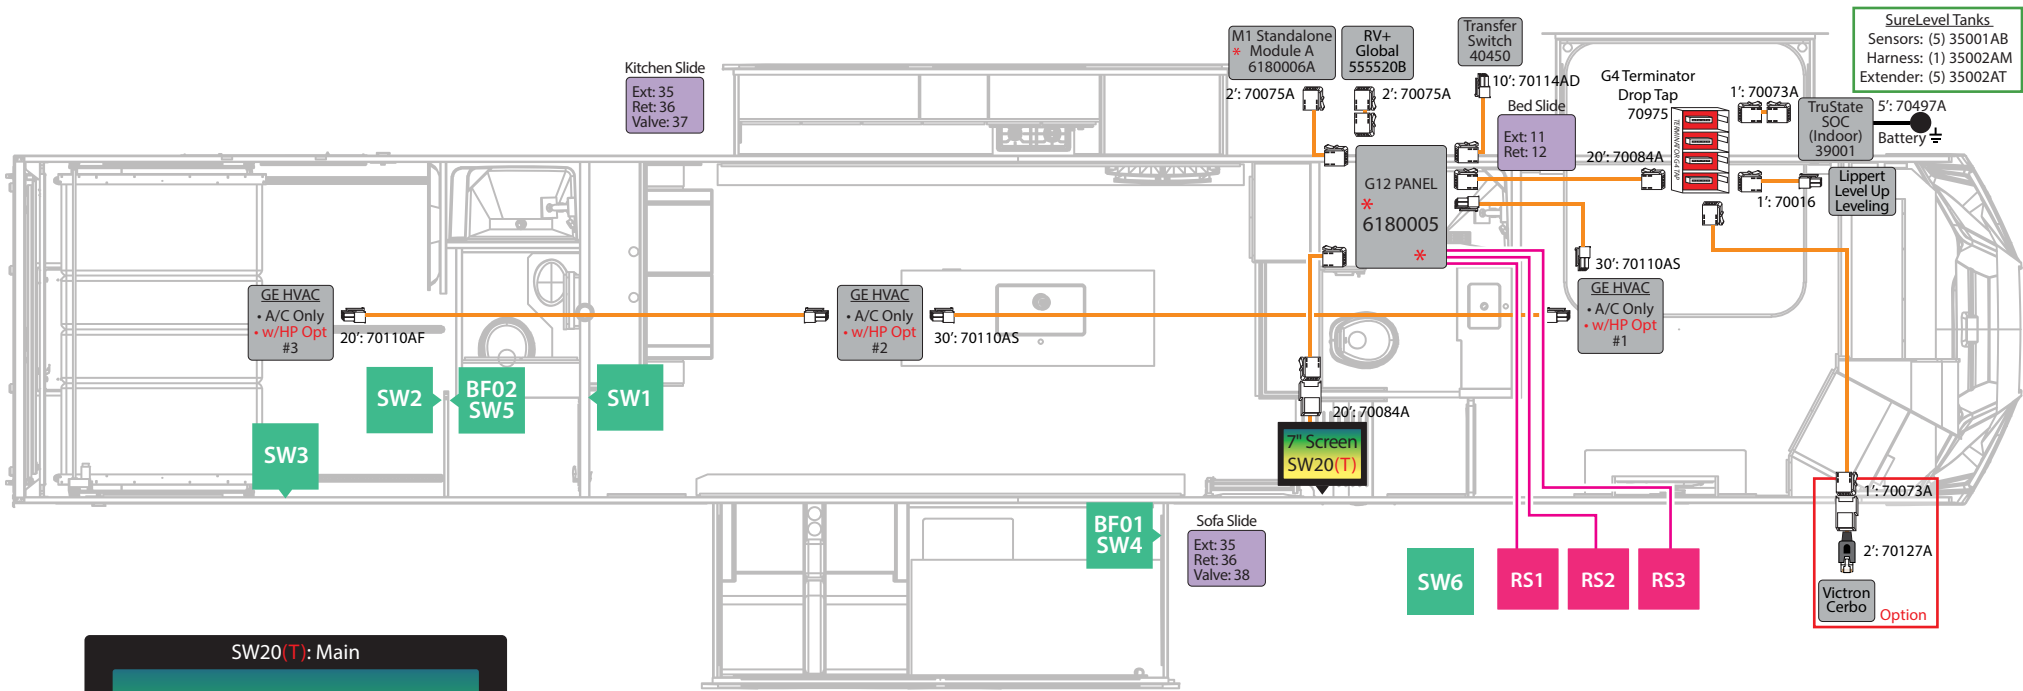 SureLevel Tanks
Sensors: (5) 35001AB
Harness: (1) 35002AM
Extender: (5) 35002AT
M1 Standalone
* Module A
6180006A
RV+
Global
555520B
Transfer
Switch
40450
Kitchen Slide
Ext: 35
Ret: 36
Valve: 37
2': 70075A
2': 70075A
10': 70114AD
Bed Slide
Ext: 11
Ret: 12
G4 Terminator
Drop Tap
70975
TERMINATOR G4 TAP
1': 70073A
TruState
SOC
(Indoor)
39001
5': 70497A
Battery
20': 70084A
G12 PANEL
*
6180005
*
1': 70016
Lippert
Level Up
Leveling
30': 70110AS
GE HVAC
• A/C Only
• w/HP Opt
#3
20': 70110AF
GE HVAC
• A/C Only
• w/HP Opt
#2
30': 70110AS
GE HVAC
• A/C Only
• w/HP Opt
#1
SW2
BF02
SW5
SW1
SW3
20': 70084A
7" Screen
SW20(T)
BF01
SW4
Sofa Slide
Ext: 35
Ret: 36
Valve: 38
SW6
RS1
RS2
RS3
1': 70073A
2': 70127A
Victron
Cerbo
Option
SW20(T): Main